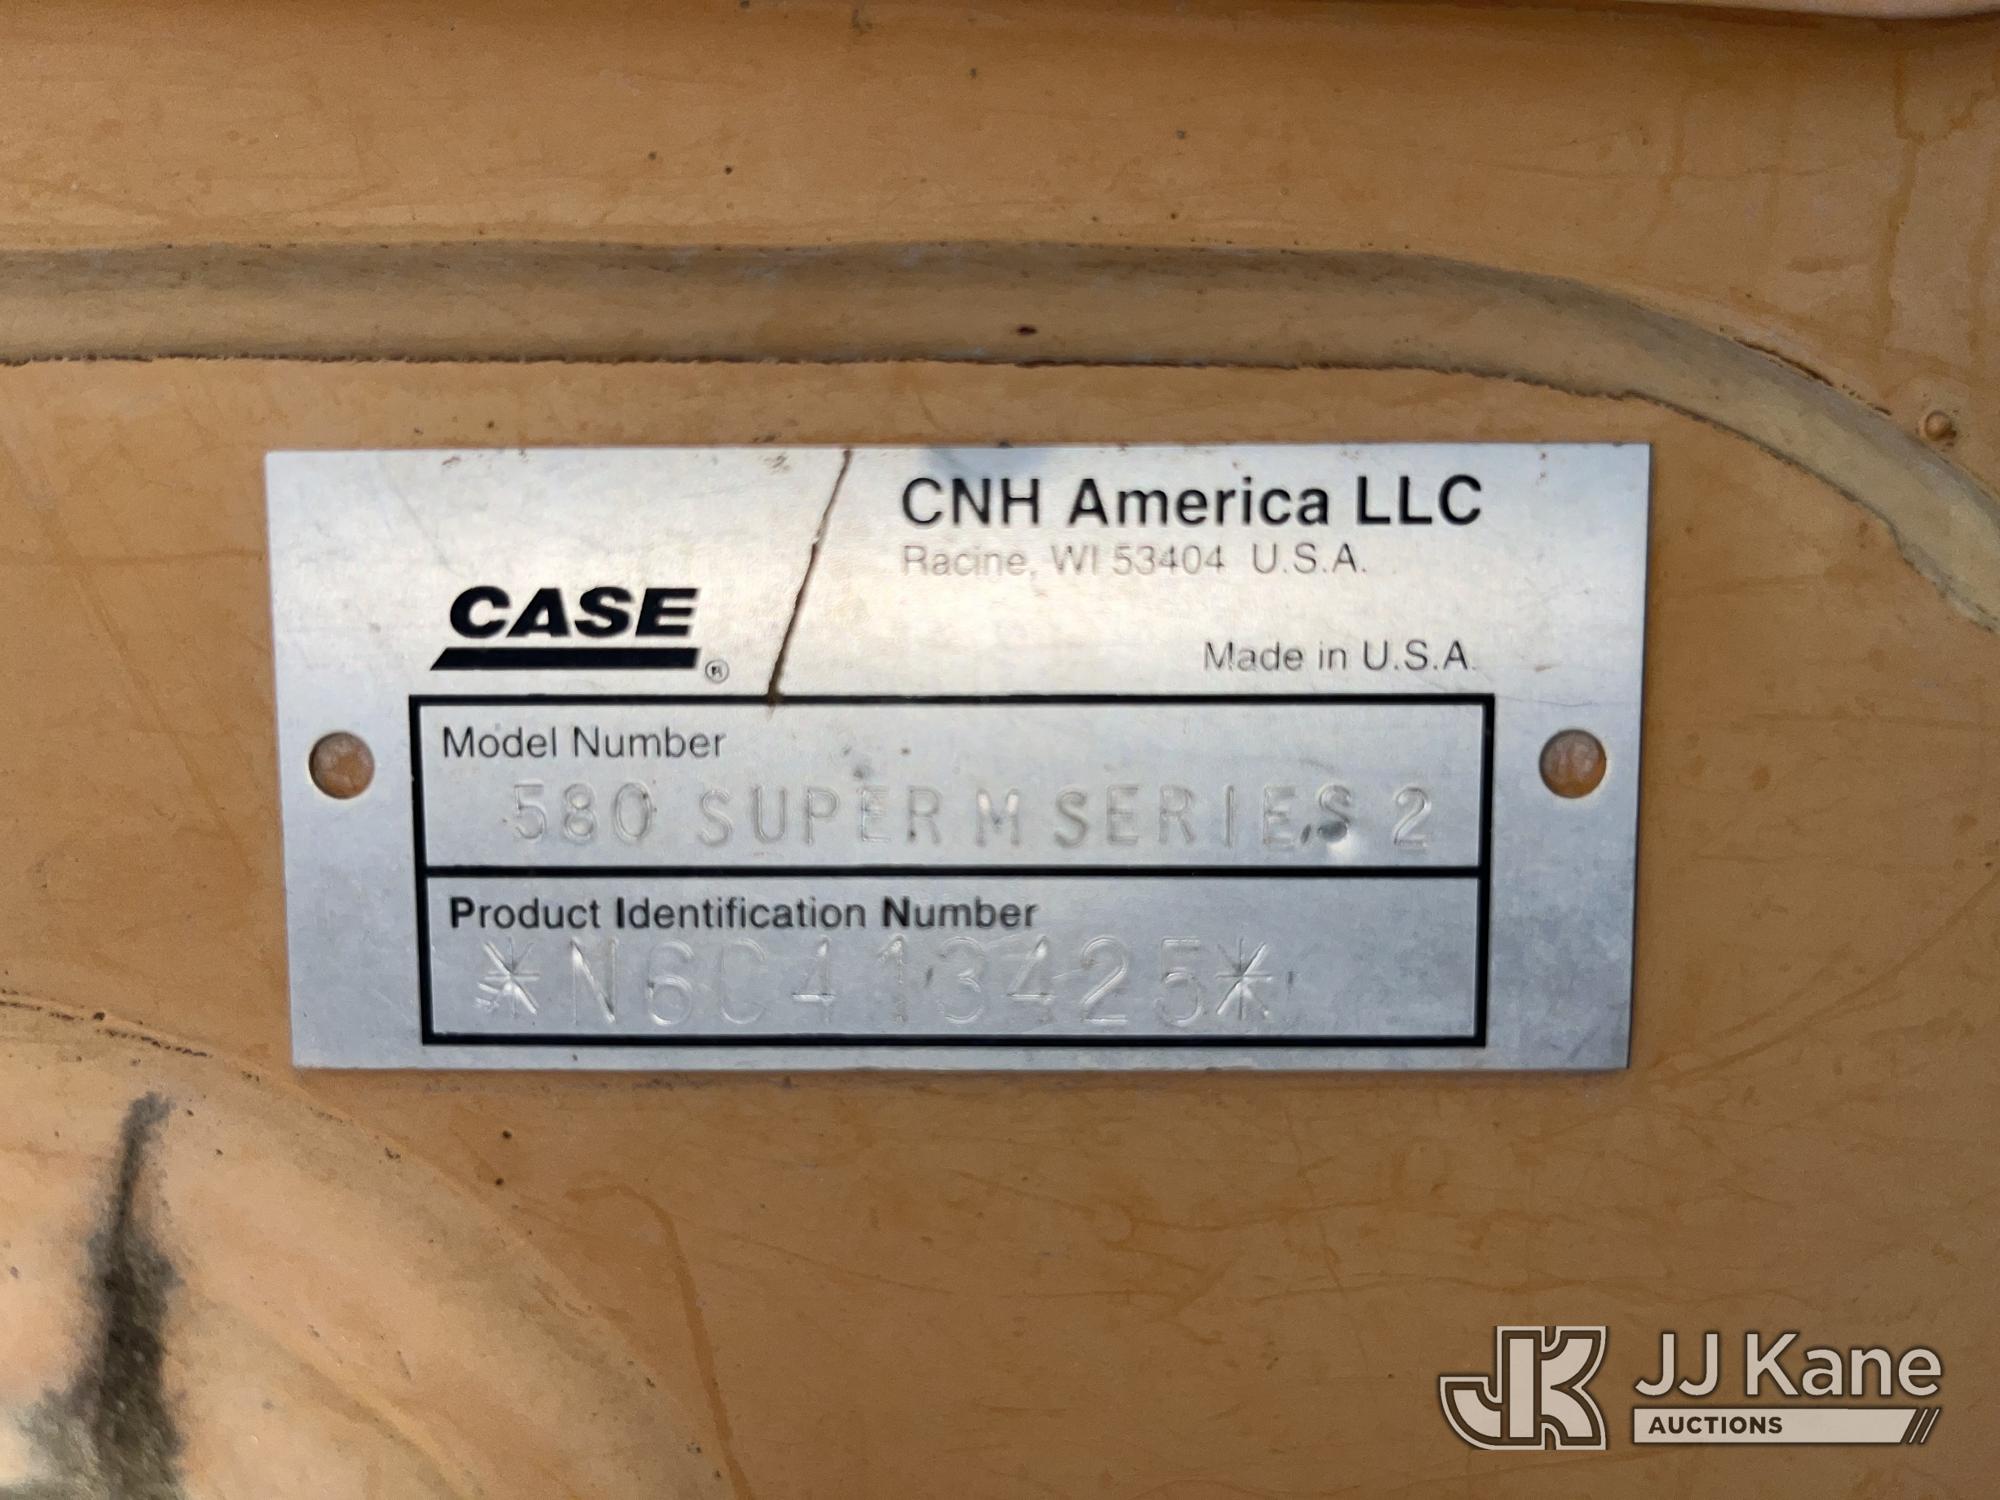 CNH America LLC
Racine, WI 53404 U.S.A.
CASE
®
Made in U.S.A.
Model Number
580 SUPER M SERIES 2
Product Identification Number
*N6C413425*
JK JJ Kane
AUCTIONS